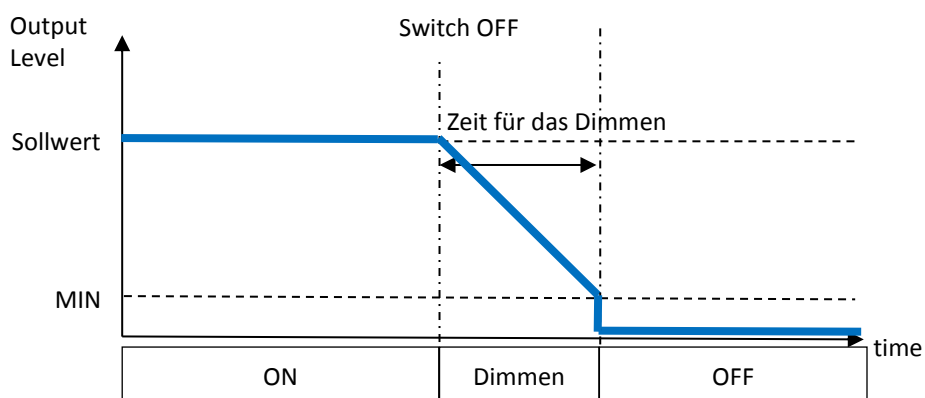 Output
Level
Switch OFF
Zeit für das Dimmen
Sollwert
MIN
time
ON
Dimmen
OFF